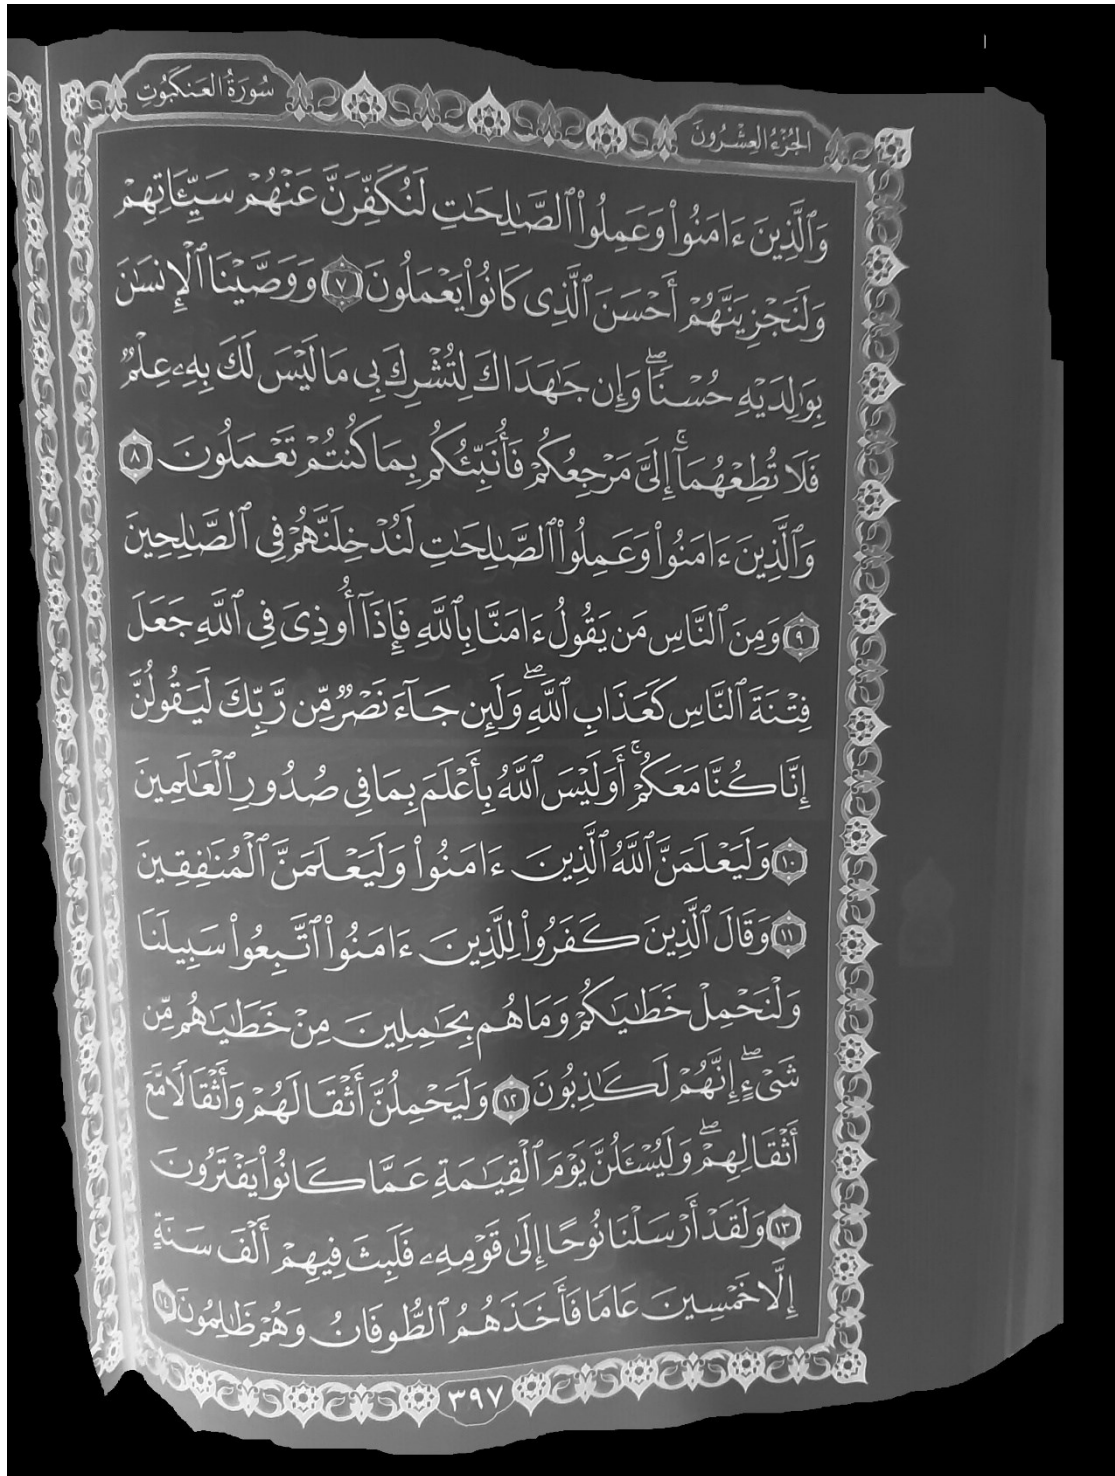 سُورَةُ العَنكَبُوتِ
الجُزْءُ العِشْرُونَ
وَٱلَّذِينَ ءَامَنُوا۟ وَعَمِلُوا۟ ٱلصَّـٰلِحَـٰتِ لَنُكَفِّرَنَّ عَنْهُمْ سَيِّـَٔاتِهِمْ
وَلَنَجْزِيَنَّهُمْ أَحْسَنَ ٱلَّذِى كَانُوا۟ يَعْمَلُونَ ٧ وَوَصَّيْنَا ٱلْإِنسَـٰنَ
بِوَٰلِدَيْهِ حُسْنًا ۖ وَإِن جَـٰهَدَاكَ لِتُشْرِكَ بِى مَا لَيْسَ لَكَ بِهِۦ عِلْمٌ
فَلَا تُطِعْهُمَآ ۚ إِلَىَّ مَرْجِعُكُمْ فَأُنَبِّئُكُم بِمَا كُنتُمْ تَعْمَلُونَ ٨
وَٱلَّذِينَ ءَامَنُوا۟ وَعَمِلُوا۟ ٱلصَّـٰلِحَـٰتِ لَنُدْخِلَنَّهُمْ فِى ٱلصَّـٰلِحِينَ
٩ وَمِنَ ٱلنَّاسِ مَن يَقُولُ ءَامَنَّا بِٱللَّهِ فَإِذَآ أُوذِىَ فِى ٱللَّهِ جَعَلَ
فِتْنَةَ ٱلنَّاسِ كَعَذَابِ ٱللَّهِ ۖ وَلَئِن جَآءَ نَصْرٌ مِّن رَّبِّكَ لَيَقُولُنَّ
إِنَّا كُنَّا مَعَكُمْ ۚ أَوَلَيْسَ ٱللَّهُ بِأَعْلَمَ بِمَا فِى صُدُورِ ٱلْعَـٰلَمِينَ
١٠ وَلَيَعْلَمَنَّ ٱللَّهُ ٱلَّذِينَ ءَامَنُوا۟ وَلَيَعْلَمَنَّ ٱلْمُنَـٰفِقِينَ
١١ وَقَالَ ٱلَّذِينَ كَفَرُوا۟ لِلَّذِينَ ءَامَنُوا۟ ٱتَّبِعُوا۟ سَبِيلَنَا
وَلْنَحْمِلْ خَطَـٰيَـٰكُمْ وَمَا هُم بِحَـٰمِلِينَ مِنْ خَطَـٰيَـٰهُم مِّن
شَىْءٍ ۖ إِنَّهُمْ لَكَـٰذِبُونَ ١٢ وَلَيَحْمِلُنَّ أَثْقَالَهُمْ وَأَثْقَالًا مَّعَ
أَثْقَالِهِمْ ۖ وَلَيُسْـَٔلُنَّ يَوْمَ ٱلْقِيَـٰمَةِ عَمَّا كَانُوا۟ يَفْتَرُونَ
١٣ وَلَقَدْ أَرْسَلْنَا نُوحًا إِلَىٰ قَوْمِهِۦ فَلَبِثَ فِيهِمْ أَلْفَ سَنَةٍ
إِلَّا خَمْسِينَ عَامًا فَأَخَذَهُمُ ٱلطُّوفَانُ وَهُمْ ظَـٰلِمُونَ ١٤
٣٩٧